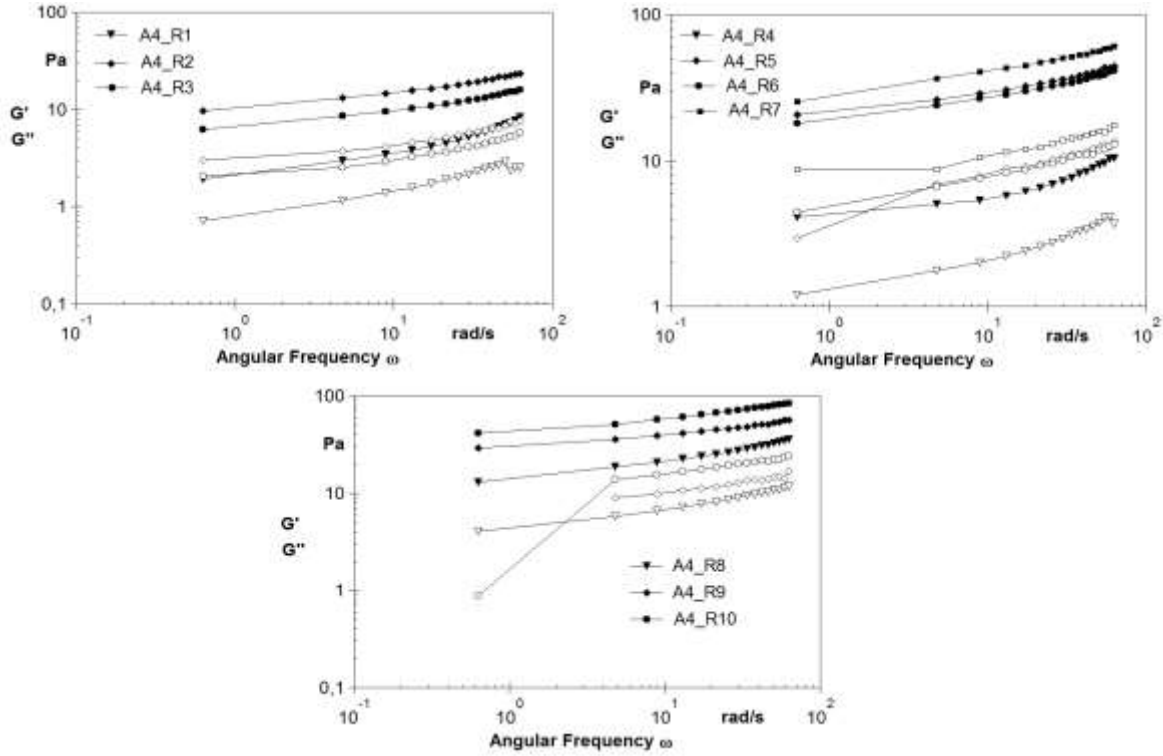 100
Pa
10
G'
G"
1
0,1
A4_R1
A4_R2
A4_R3
10-1
100
101
rad/s
102
Angular Frequency ω
100
Pa
G'
G"
10
1
A4_R4
A4_R5
A4_R6
A4_R7
10-1
100
101
rad/s
102
Angular Frequency ω
100
Pa
10
G'
G"
1
0,1
A4_R8
A4_R9
A4_R10
10-1
100
101
rad/s
102
Angular Frequency ω